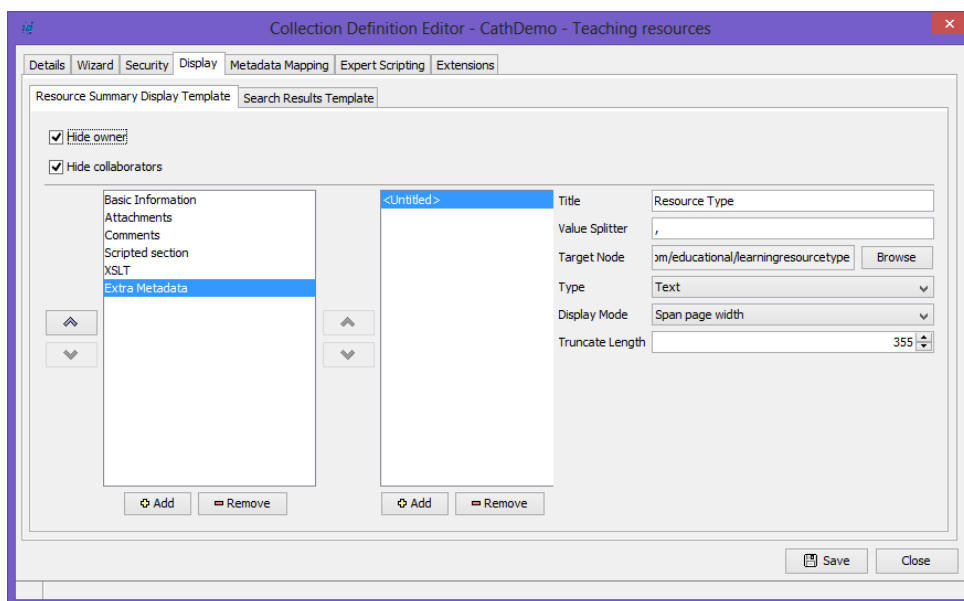 Collection Definition Editor - CathDemo - Teaching resources
Details Wizard Security Display Metadata Mapping Expert Scripting Extensions
Resource Summary Display Template Search Results Template
Hide owner
Hide collaborators
Basic Information
Attachments
Comments
Scripted section
XSLT
Extra Metadata
Add Remove
<Untitled>
Add Remove
Title Resource Type
Value Splitter ,
Target Node om/educational/learningresourcetype Browse
Type Text
Display Mode Span page width
Truncate Length 355
Save Close